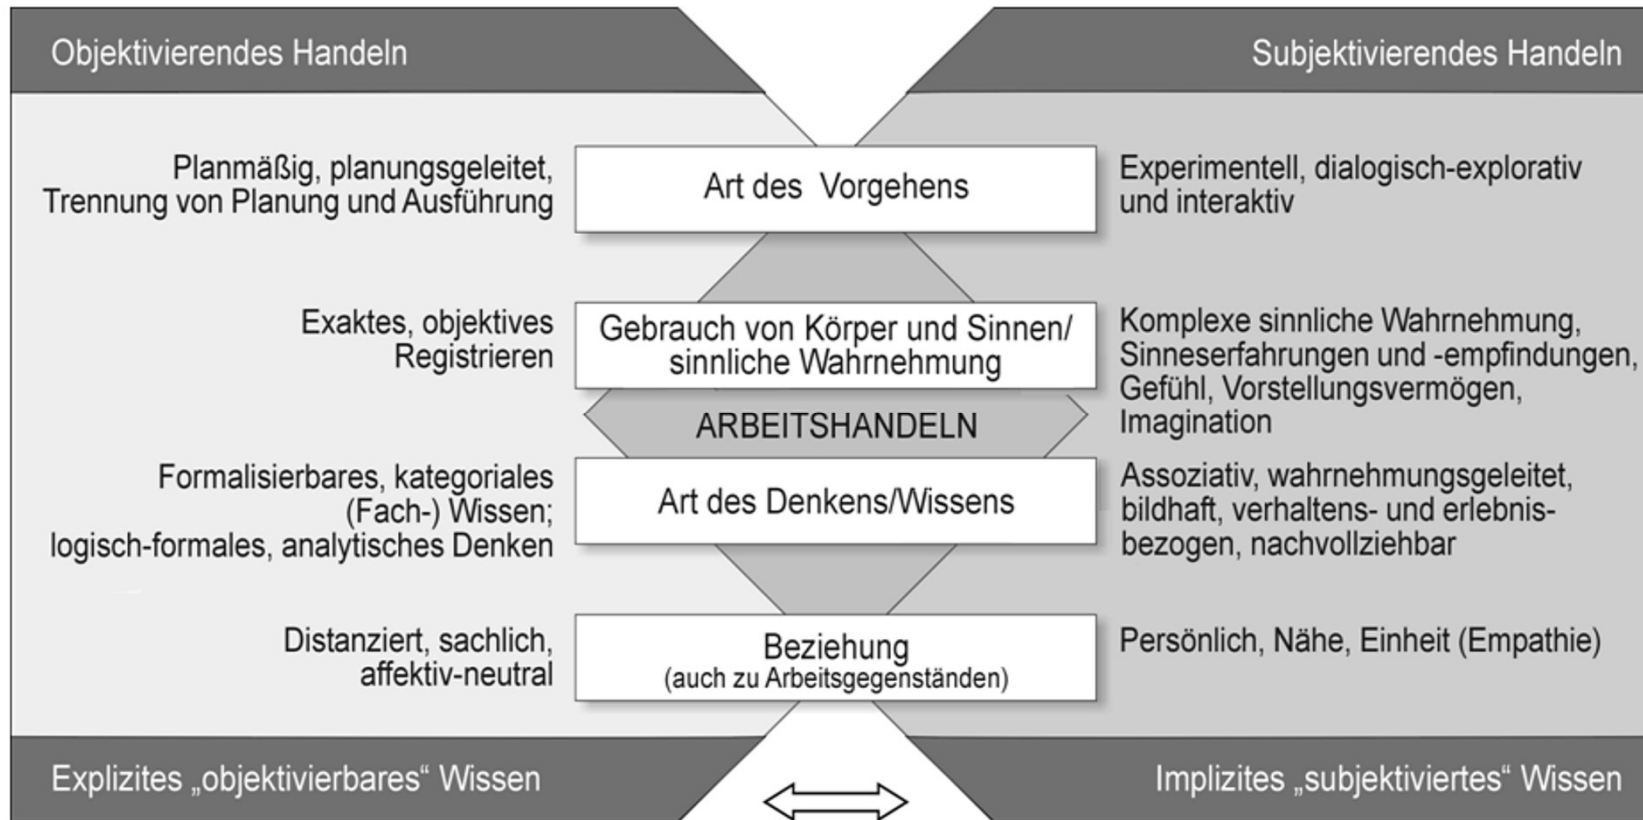 Objektivierendes Handeln
Subjektivierendes Handeln
Planmäßig, planungsgeleitet,
Trennung von Planung und Ausführung
Art des Vorgehens
Experimentell, dialogisch-explorativ
und interaktiv
Exaktes, objektives
Registrieren
Gebrauch von Körper und Sinnen/
sinnliche Wahrnehmung
Komplexe sinnliche Wahrnehmung,
Sinneserfahrungen und -empfindungen,
Gefühl, Vorstellungsvermögen,
Imagination
ARBEITSHANDELN
Formalisierbares, kategoriales
(Fach-) Wissen;
logisch-formales, analytisches Denken
Art des Denkens/Wissens
Assoziativ, wahrnehmungsgeleitet,
bildhaft, verhaltens- und erlebnis-
bezogen, nachvollziehbar
Distanziert, sachlich,
affektiv-neutral
Beziehung
(auch zu Arbeitsgegenständen)
Persönlich, Nähe, Einheit (Empathie)
Explizites „objektivierbares“ Wissen
Implizites „subjektiviertes“ Wissen